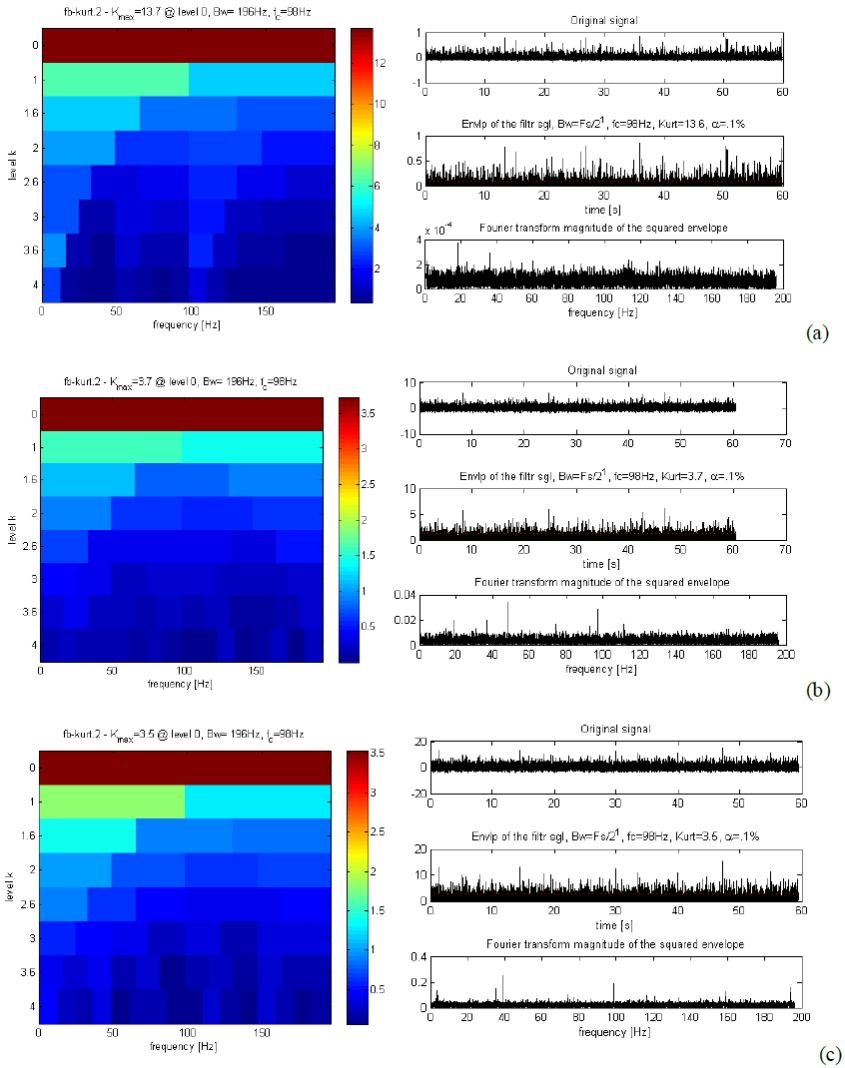 fb-kurt.2 - Kmax=13.7 @ level 0, Bw= 196Hz, fc=98Hz
level k
0
1
1.6
2
2.6
3
3.6
4
0 50 100 150
frequency [Hz]
12
10
8
6
4
2
Original signal
1
0
-1
0 10 20 30 40 50 60
Envlp of the filtr sgl, Bw=Fs/2^1, fc=98Hz, Kurt=13.6, α=.1%
1
0.5
0
0 10 20 30 40 50 60
time [s]
x 10^-4
Fourier transform magnitude of the squared envelope
4
2
0
0 20 40 60 80 100 120 140 160 180 200
frequency [Hz]
(a)
fb-kurt.2 - Kmax=3.7 @ level 0, Bw= 196Hz, fc=98Hz
level k
0
1
1.6
2
2.6
3
3.6
4
0 50 100 150
frequency [Hz]
3.5
3
2.5
2
1.5
1
0.5
Original signal
10
0
-10
0 10 20 30 40 50 60 70
Envlp of the filtr sgl, Bw=Fs/2^1, fc=98Hz, Kurt=3.7, α=.1%
10
5
0
0 10 20 30 40 50 60 70
time [s]
Fourier transform magnitude of the squared envelope
0.04
0.02
0
0 20 40 60 80 100 120 140 160 180 200
frequency [Hz]
(b)
fb-kurt.2 - Kmax=3.5 @ level 0, Bw= 196Hz, fc=98Hz
level k
0
1
1.6
2
2.6
3
3.6
4
0 50 100 150
frequency [Hz]
3.5
3
2.5
2
1.5
1
0.5
Original signal
20
0
-20
0 10 20 30 40 50 60
Envlp of the filtr sgl, Bw=Fs/2^1, fc=98Hz, Kurt=3.5, α=.1%
20
10
0
0 10 20 30 40 50 60
time [s]
Fourier transform magnitude of the squared envelope
0.4
0.2
0
0 20 40 60 80 100 120 140 160 180 200
frequency [Hz]
(c)